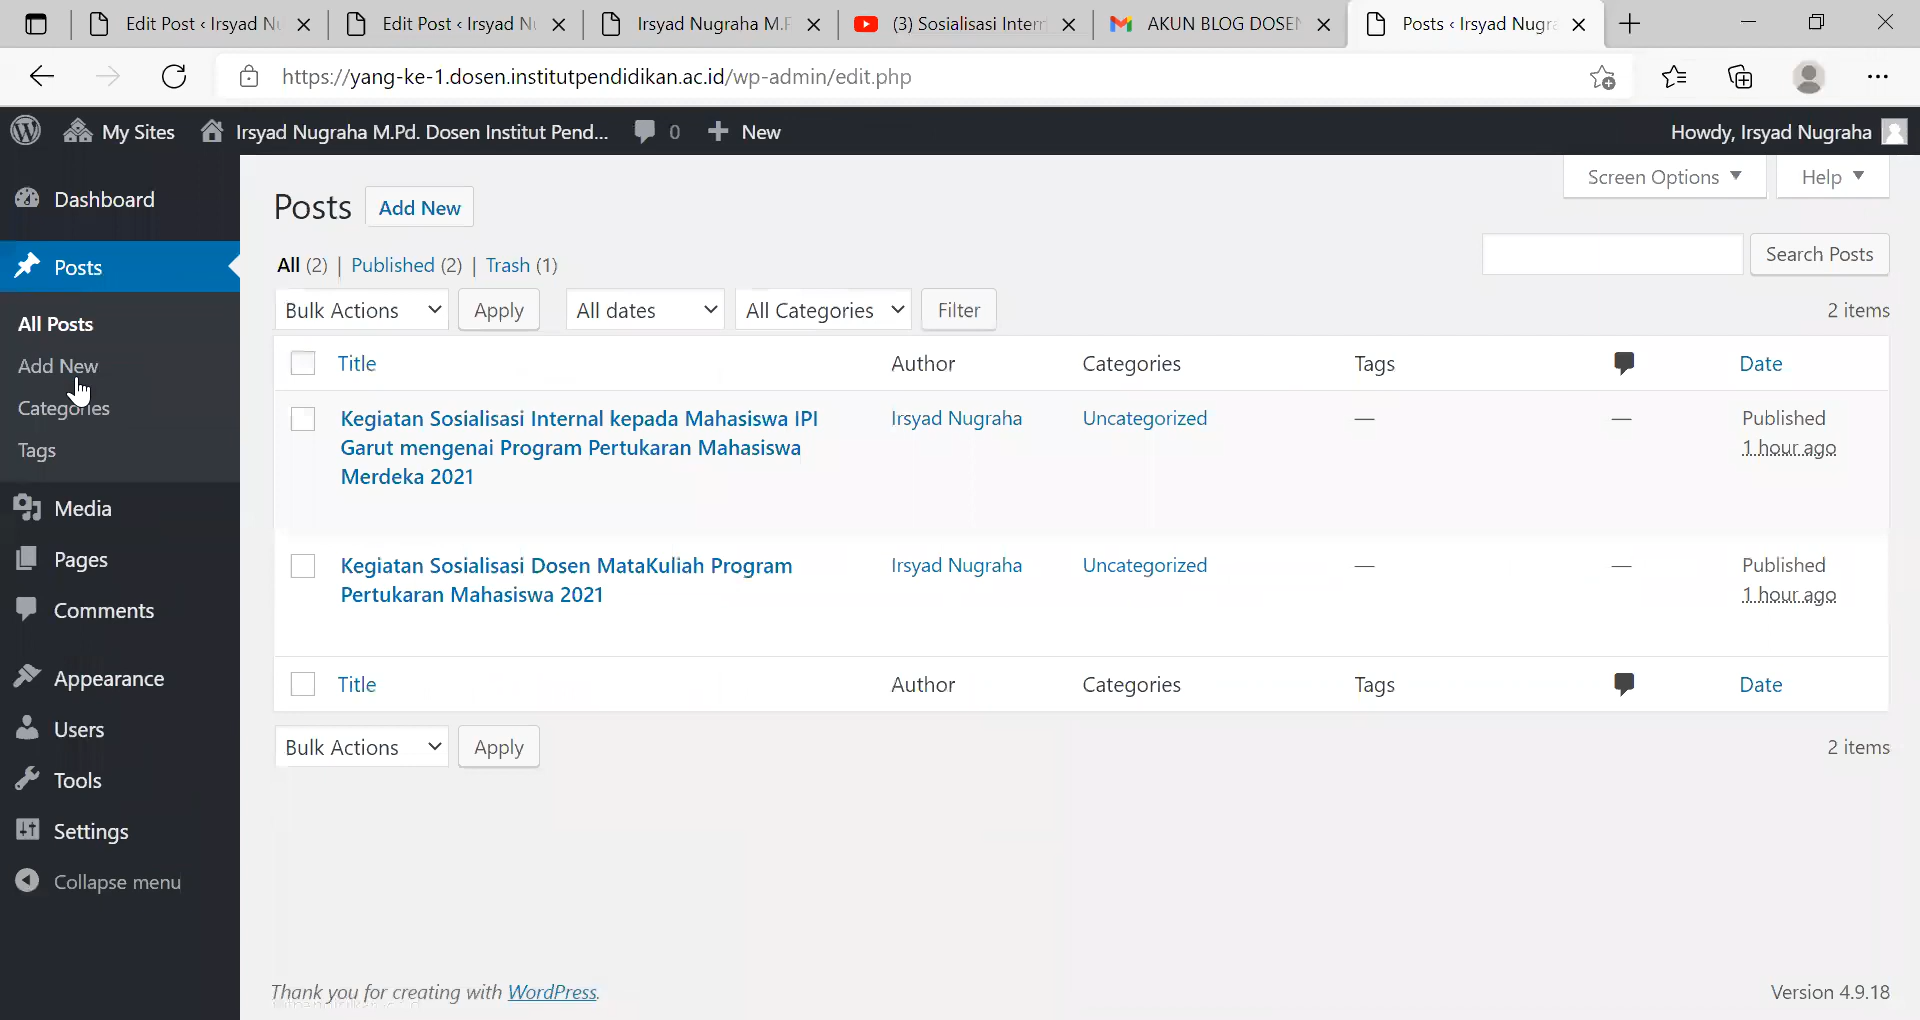 Edit Post ‹ Irsyad Nu
Edit Post ‹ Irsyad Nu
Irsyad Nugraha M.P
(3) Sosialisasi Intern
AKUN BLOG DOSEN
Posts ‹ Irsyad Nugra
https://yang-ke-1.dosen.institutpendidikan.ac.id/wp-admin/edit.php
My Sites
Irsyad Nugraha M.Pd. Dosen Institut Pend...
0
New
Howdy, Irsyad Nugraha
Screen Options
Help
Dashboard
Posts
All Posts
Add New
Categories
Tags
Media
Pages
Comments
Appearance
Users
Tools
Settings
Collapse menu
Posts
Add New
All (2) | Published (2) | Trash (1)
Search Posts
Bulk Actions
Apply
All dates
All Categories
Filter
2 items
Title
Author
Categories
Tags
Date
Kegiatan Sosialisasi Internal kepada Mahasiswa IPI
Garut mengenai Program Pertukaran Mahasiswa
Merdeka 2021
Irsyad Nugraha
Uncategorized
—
—
Published
1 hour ago
Kegiatan Sosialisasi Dosen MataKuliah Program
Pertukaran Mahasiswa 2021
Irsyad Nugraha
Uncategorized
—
—
Published
1 hour ago
Title
Author
Categories
Tags
Date
Bulk Actions
Apply
2 items
Thank you for creating with WordPress.
Version 4.9.18